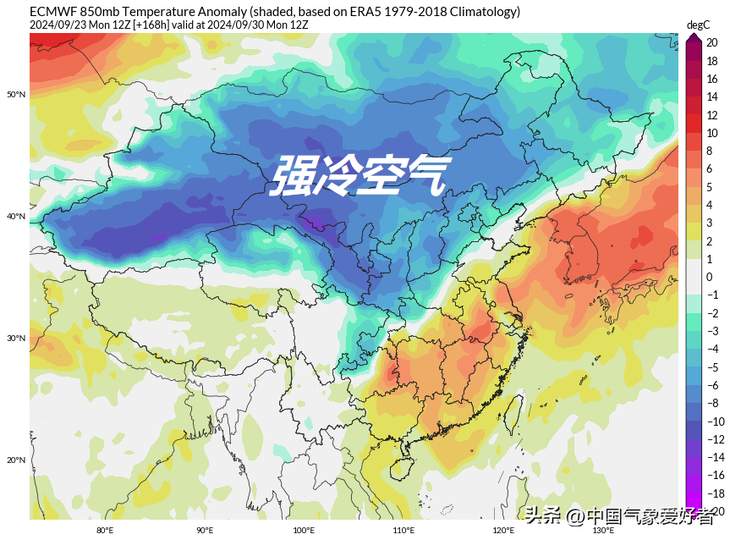 ECMWF 850mb Temperature Anomaly (shaded, based on ERA5 1979-2018 Climatology)
2024/09/23 Mon 12Z [+168h] valid at 2024/09/30 Mon 12Z
degC
20
18
16
14
12
10
8
6
5
4
3
2
1
0
−1
−2
−3
−4
−5
−6
−8
−10
−12
−14
−16
−18
−20
50°N
40°N
30°N
20°N
强冷空气
80°E 90°E 100°E 110°E 120°E 130°E
头条 @中国气象爱好者